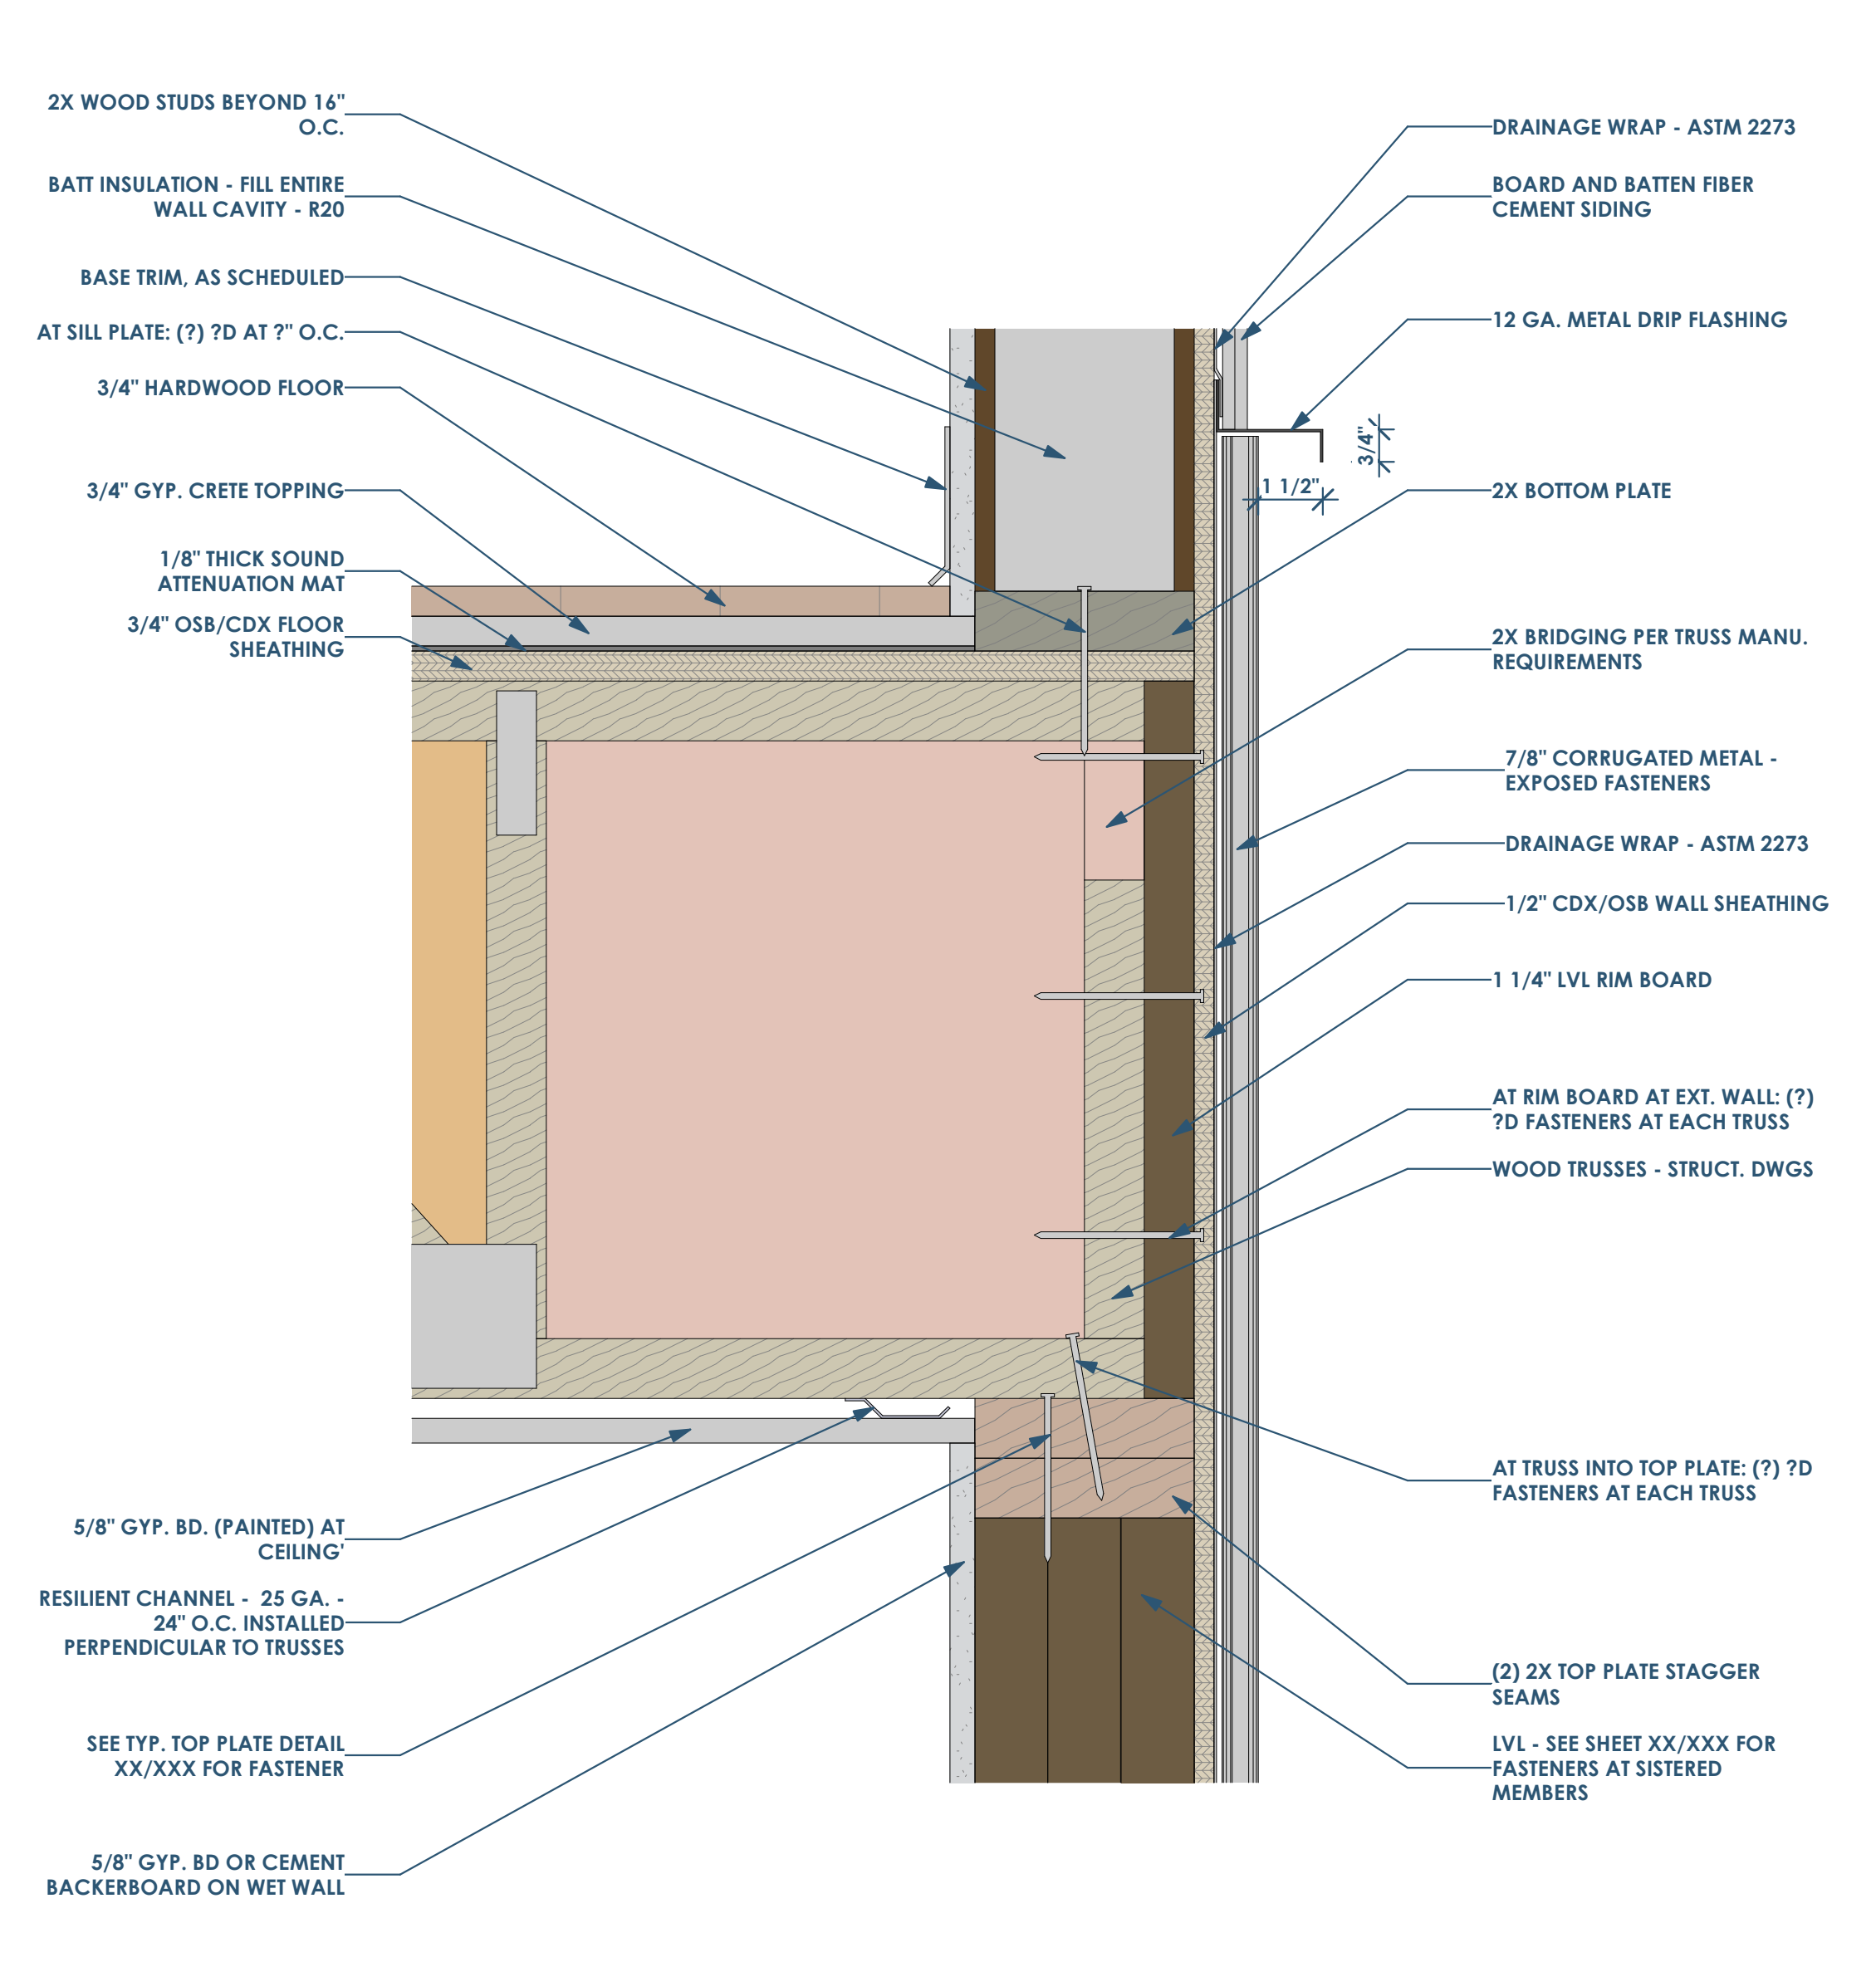 2X WOOD STUDS BEYOND 16"
O.C.
BATT INSULATION - FILL ENTIRE
WALL CAVITY - R20
BASE TRIM, AS SCHEDULED
AT SILL PLATE: (?) ?D AT ?" O.C.
3/4" HARDWOOD FLOOR
3/4" GYP. CRETE TOPPING
1/8" THICK SOUND
ATTENUATION MAT
3/4" OSB/CDX FLOOR
SHEATHING
5/8" GYP. BD. (PAINTED) AT
CEILING'
RESILIENT CHANNEL -  25 GA. -
24" O.C. INSTALLED
PERPENDICULAR TO TRUSSES
SEE TYP. TOP PLATE DETAIL
XX/XXX FOR FASTENER
5/8" GYP. BD OR CEMENT
BACKERBOARD ON WET WALL
DRAINAGE WRAP - ASTM 2273
BOARD AND BATTEN FIBER
CEMENT SIDING
12 GA. METAL DRIP FLASHING
3/4"
1 1/2"
2X BOTTOM PLATE
2X BRIDGING PER TRUSS MANU.
REQUIREMENTS
7/8" CORRUGATED METAL -
EXPOSED FASTENERS
DRAINAGE WRAP - ASTM 2273
1/2" CDX/OSB WALL SHEATHING
1 1/4" LVL RIM BOARD
AT RIM BOARD AT EXT. WALL: (?)
?D FASTENERS AT EACH TRUSS
WOOD TRUSSES - STRUCT. DWGS
AT TRUSS INTO TOP PLATE: (?) ?D
FASTENERS AT EACH TRUSS
(2) 2X TOP PLATE STAGGER
SEAMS
LVL - SEE SHEET XX/XXX FOR
FASTENERS AT SISTERED
MEMBERS